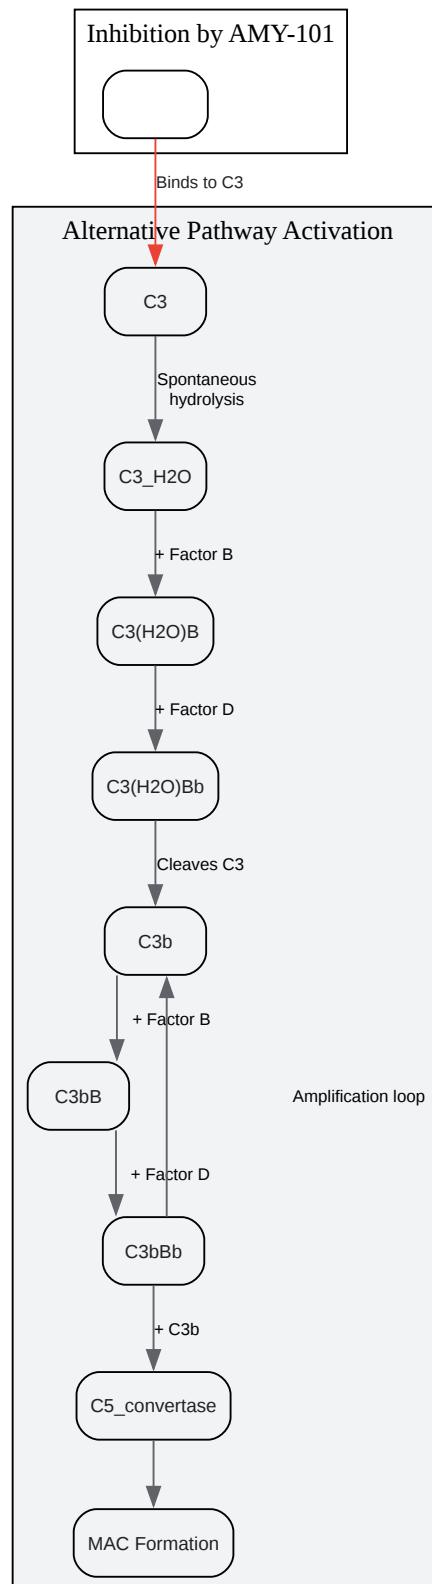 Inhibition by AMY-101
Binds to C3
Alternative Pathway Activation
C3
Spontaneous
hydrolysis
C3_H2O
+ Factor B
C3(H2O)B
+ Factor D
C3(H2O)Bb
Cleaves C3
C3b
+ Factor B
C3bB
Amplification loop
+ Factor D
C3bBb
+ C3b
C5_convertase
MAC Formation